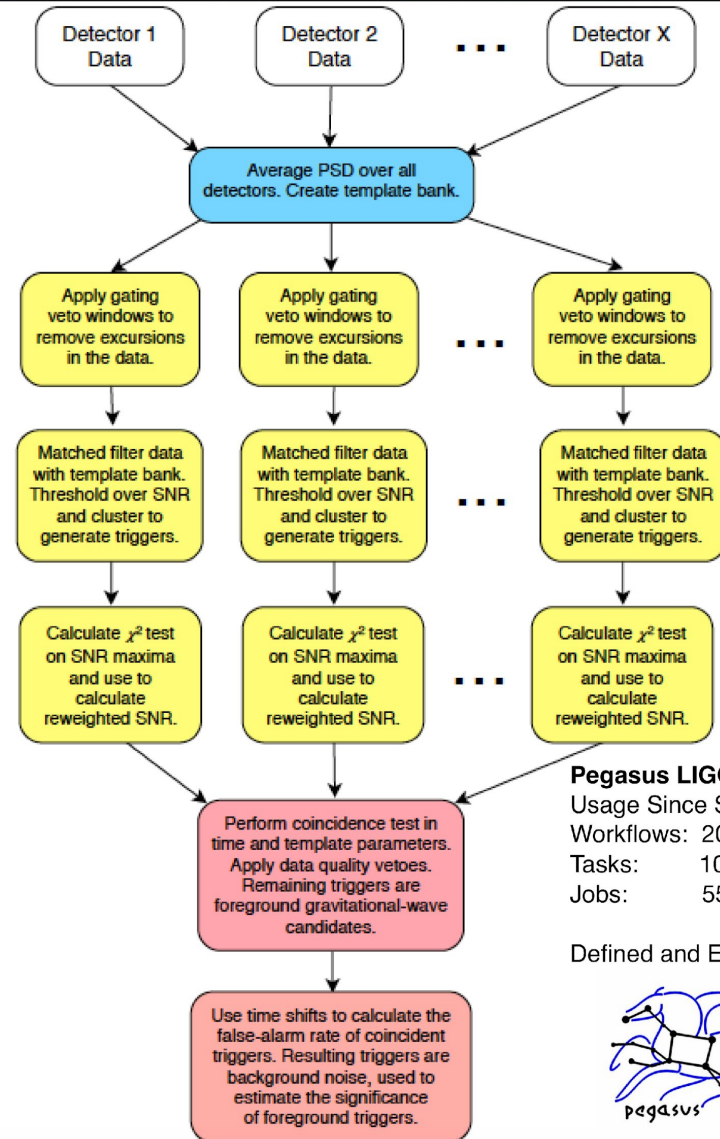 Detector 1
Data
Detector 2
Data
Detector X
Data
Average PSD over all
detectors. Create template bank.
Apply gating
veto windows to
remove excursions
in the data.
Apply gating
veto windows to
remove excursions
in the data.
Apply gating
veto windows to
remove excursions
in the data.
Matched filter data
with template bank.
Threshold over SNR
and cluster to
generate triggers.
Matched filter data
with template bank.
Threshold over SNR
and cluster to
generate triggers.
Matched filter data
with template bank.
Threshold over SNR
and cluster to
generate triggers.
Calculate χ² test
on SNR maxima
and use to
calculate
reweighted SNR.
Calculate χ² test
on SNR maxima
and use to
calculate
reweighted SNR.
Calculate χ² test
on SNR maxima
and use to
calculate
reweighted SNR.
Perform coincidence test in
time and template parameters.
Apply data quality vetoes.
Remaining triggers are
foreground gravitational-wave
candidates.
Use time shifts to calculate the
false-alarm rate of coincident
triggers. Resulting triggers are
background noise, used to
estimate the significance
of foreground triggers.
Pegasus
Usage Since
Workflows: 20
Tasks: 10
Jobs: 55
Defined and
pegasus